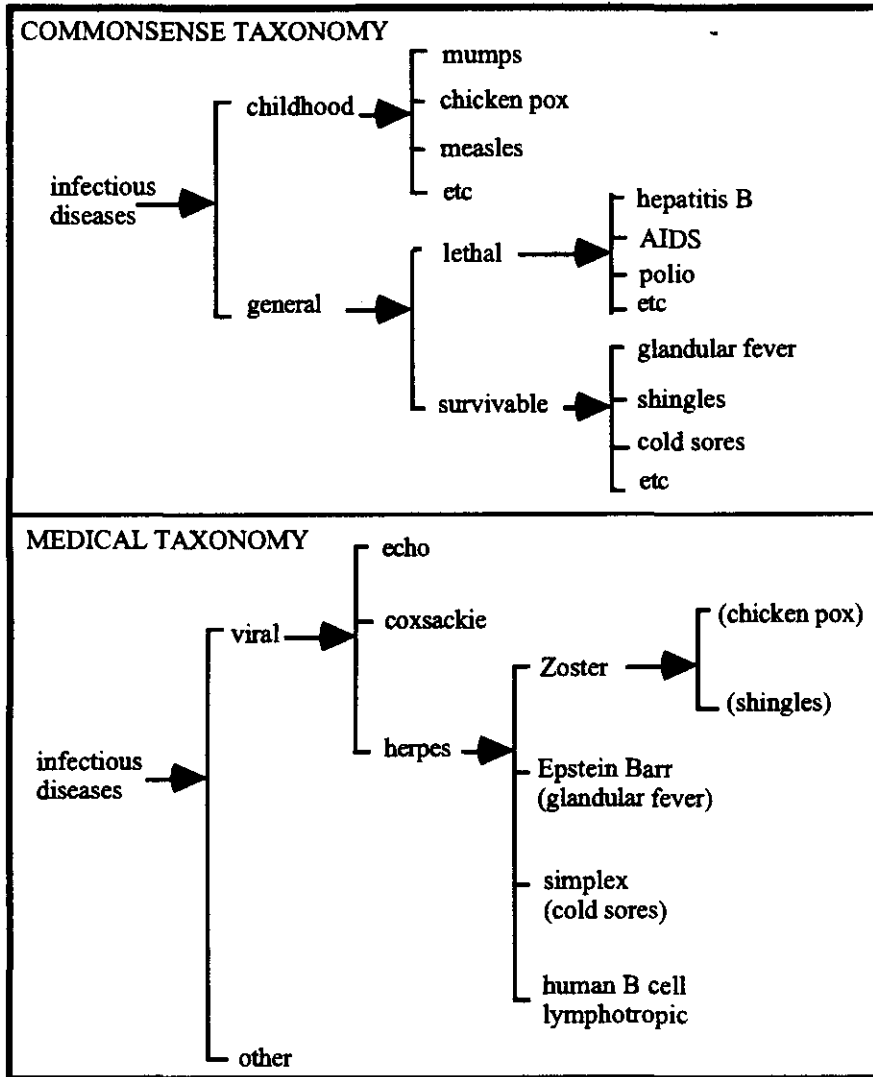 COMMONSENSE TAXONOMY
infectious
diseases
childhood
mumps
chicken pox
measles
etc
general
lethal
hepatitis B
AIDS
polio
etc
survivable
glandular fever
shingles
cold sores
etc
MEDICAL TAXONOMY
infectious
diseases
viral
echo
coxsackie
herpes
Zoster
(chicken pox)
(shingles)
Epstein Barr
(glandular fever)
simplex
(cold sores)
human B cell
lymphotropic
other